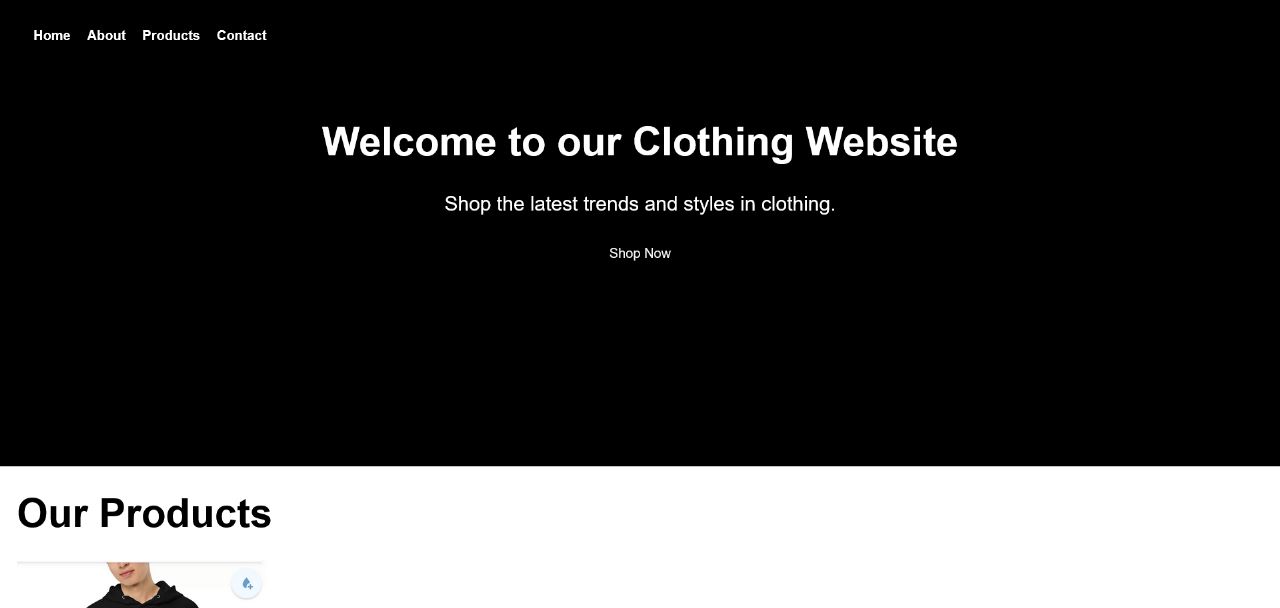 Home About Products Contact
Welcome to our Clothing Website
Shop the latest trends and styles in clothing.
Shop Now
Our Products